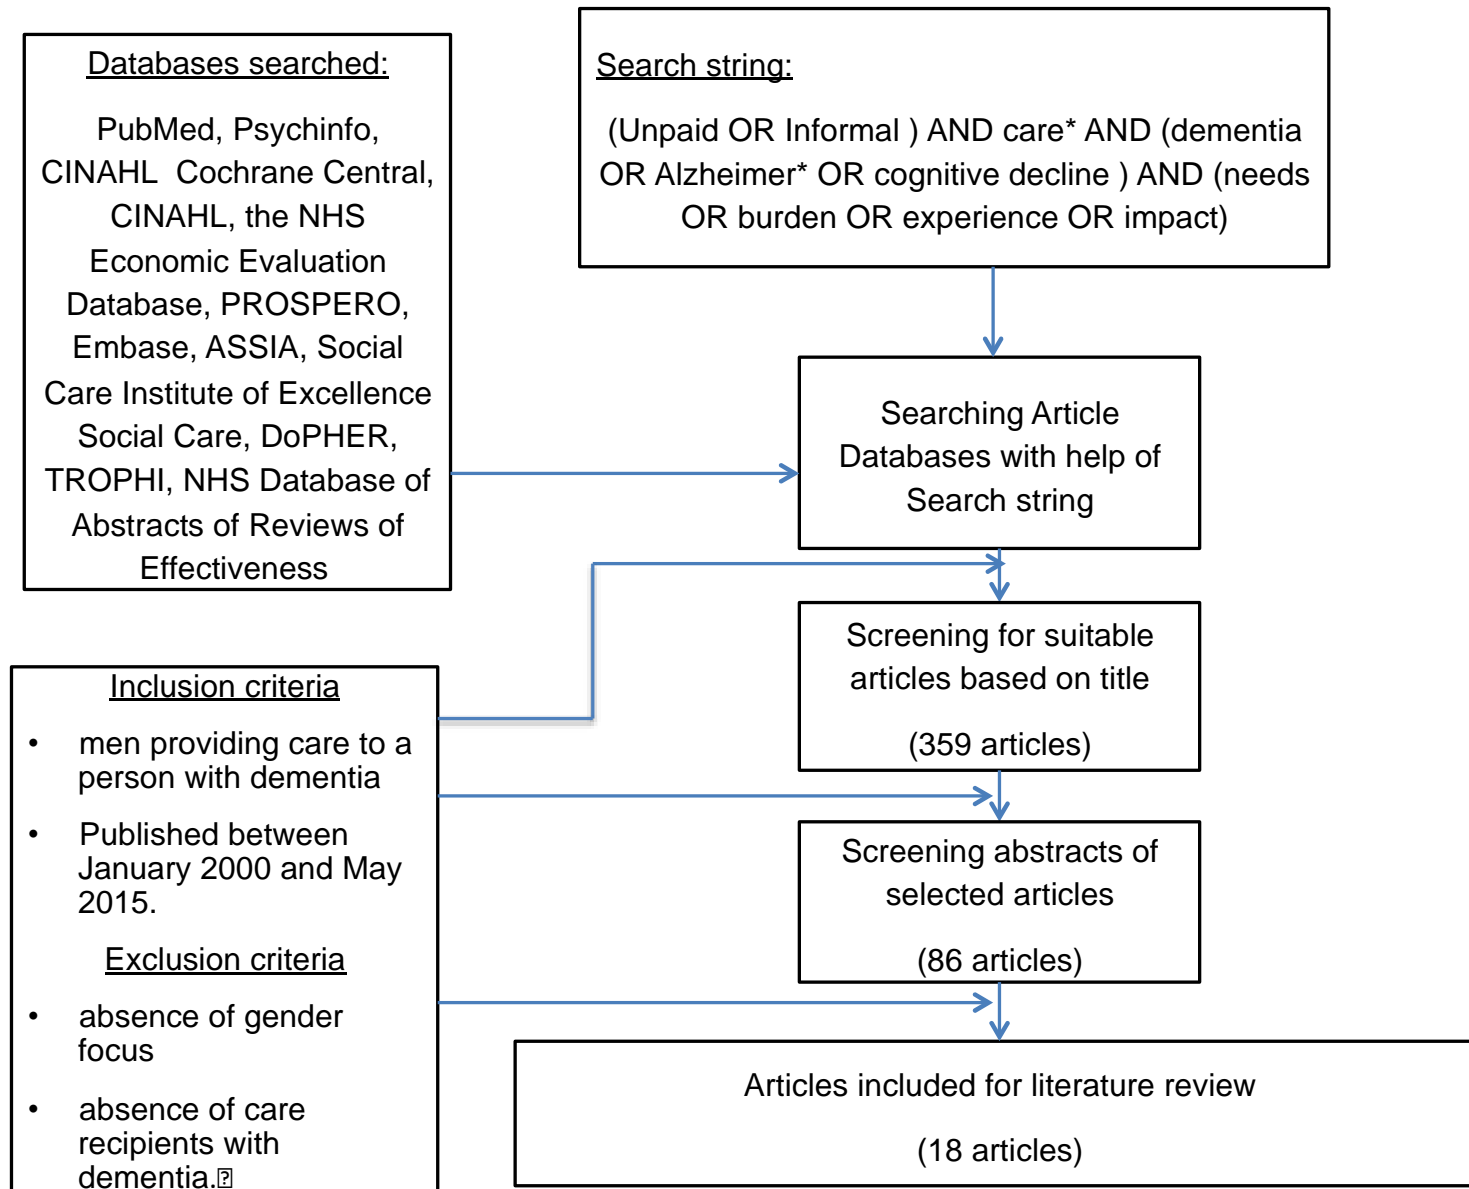 Databases searched:
PubMed, Psychinfo,
CINAHL Cochrane Central,
CINAHL, the NHS
Economic Evaluation
Database, PROSPERO,
Embase, ASSIA, Social
Care Institute of Excellence
Social Care, DoPHER,
TROPHI, NHS Database of
Abstracts of Reviews of
Effectiveness
Search string:
(Unpaid OR Informal ) AND care* AND (dementia
OR Alzheimer* OR cognitive decline ) AND (needs
OR burden OR experience OR impact)
Searching Article
Databases with help of
Search string
Screening for suitable
articles based on title
(359 articles)
Inclusion criteria
• men providing care to a
person with dementia
• Published between
January 2000 and May
2015.
Exclusion criteria
• absence of gender
focus
• absence of care
recipients with
dementia.
Screening abstracts of
selected articles
(86 articles)
Articles included for literature review
(18 articles)